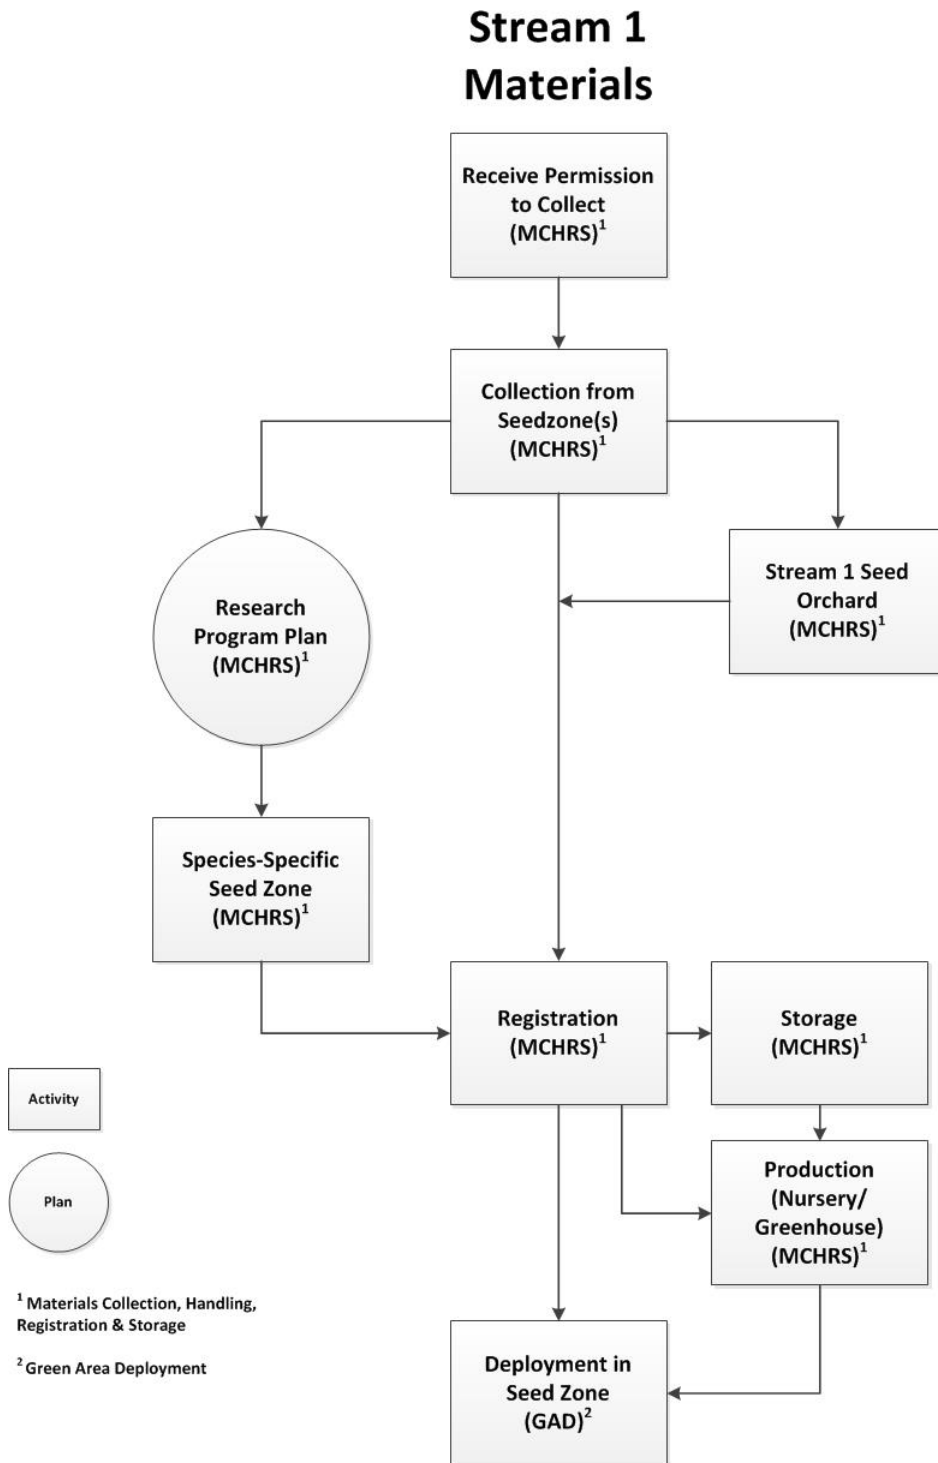 Stream 1
Materials
Receive Permission
to Collect
(MCHRS)¹
Collection from
Seedzone(s)
(MCHRS)¹
Research
Program Plan
(MCHRS)¹
Stream 1 Seed
Orchard
(MCHRS)¹
Species-Specific
Seed Zone
(MCHRS)¹
Registration
(MCHRS)¹
Storage
(MCHRS)¹
Activity
Plan
Production
(Nursery/
Greenhouse)
(MCHRS)¹
¹ Materials Collection, Handling,
Registration & Storage
² Green Area Deployment
Deployment in
Seed Zone
(GAD)²